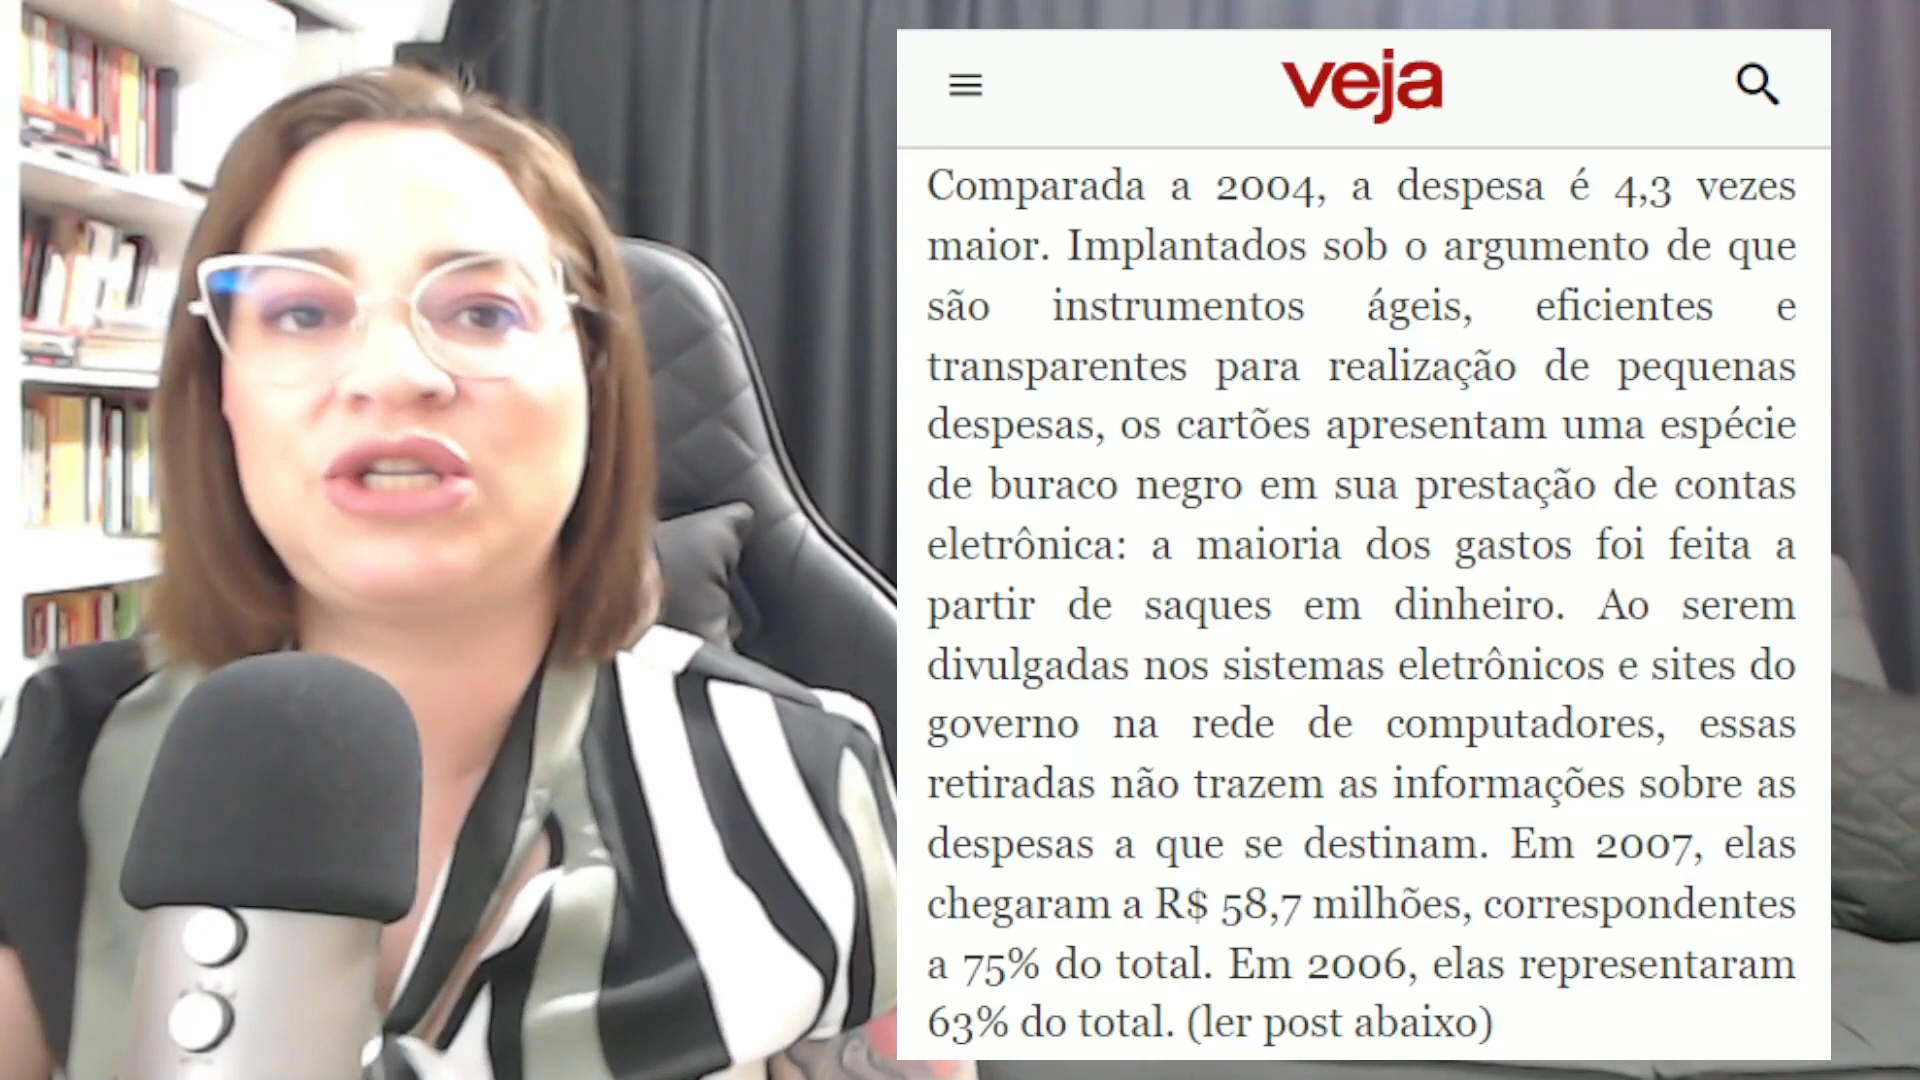 veja
Comparada a 2004, a despesa é 4,3 vezes
maior. Implantados sob o argumento de que
são instrumentos ágeis, eficientes e
transparentes para realização de pequenas
despesas, os cartões apresentam uma espécie
de buraco negro em sua prestação de contas
eletrônica: a maioria dos gastos foi feita a
partir de saques em dinheiro. Ao serem
divulgadas nos sistemas eletrônicos e sites do
governo na rede de computadores, essas
retiradas não trazem as informações sobre as
despesas a que se destinam. Em 2007, elas
chegaram a R$ 58,7 milhões, correspondentes
a 75% do total. Em 2006, elas representaram
63% do total. (ler post abaixo)